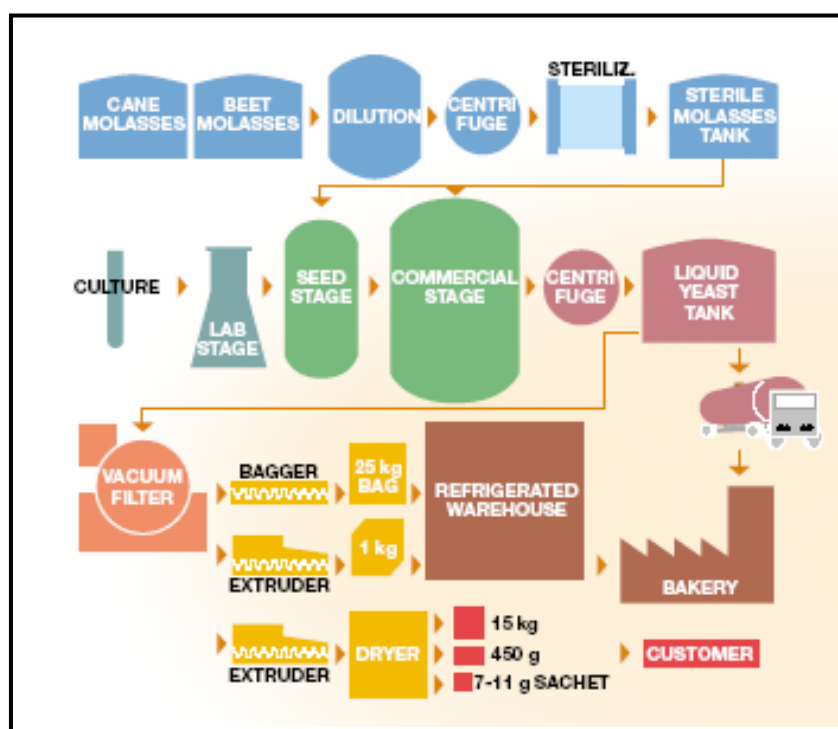 CANE
MOLASSES
BEET
MOLASSES
DILUTION
CENTRI
FUGE
STERILIZ.
STERILE
MOLASSES
TANK
CULTURE
LAB
STAGE
SEED
STAGE
COMMERCIAL
STAGE
CENTRI
FUGE
LIQUID
YEAST
TANK
VACUUM
FILTER
BAGGER
25 kg
BAG
REFRIGERATED
WAREHOUSE
EXTRUDER
1 kg
BAKERY
EXTRUDER
DRYER
15 kg
450 g
7-11 g SACHET
CUSTOMER